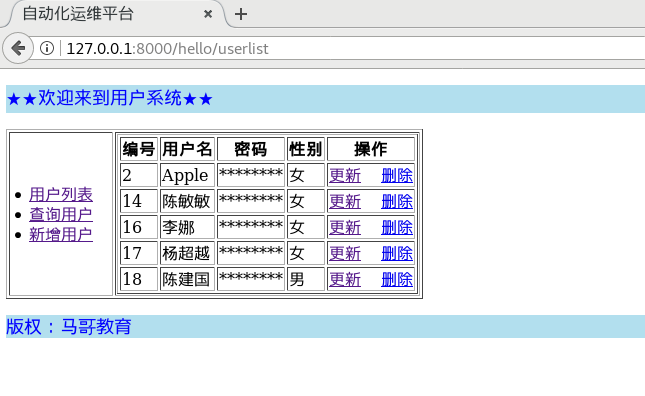 自动化运维平台
127.0.0.1:8000/hello/userlist
★★欢迎来到用户系统★★
用户列表
查询用户
新增用户
编号 用户名 密码 性别 操作
2 Apple ******** 女 更新 删除
14 陈敏敏 ******** 女 更新 删除
16 李娜 ******** 女 更新 删除
17 杨超越 ******** 女 更新 删除
18 陈建国 ******** 男 更新 删除
版权：马哥教育